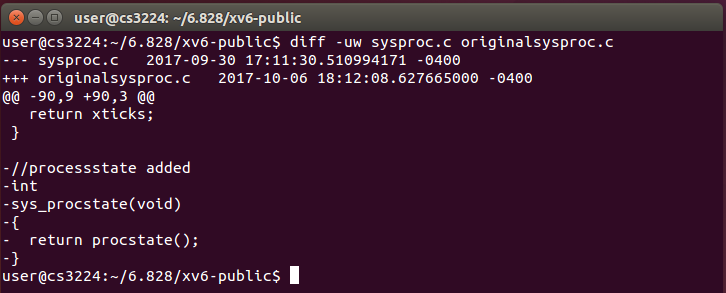 user@cs3224: ~/6.828/xv6-public
user@cs3224:~/6.828/xv6-public$ diff -uw sysproc.c originalsysproc.c
--- sysproc.c   2017-09-30 17:11:30.510994171 -0400
+++ originalsysproc.c   2017-10-06 18:12:08.627665000 -0400
@@ -90,9 +90,3 @@
   return xticks;
 }
-//processstate added
-int
-sys_procstate(void)
-{
-  return procstate();
-}
user@cs3224:~/6.828/xv6-public$